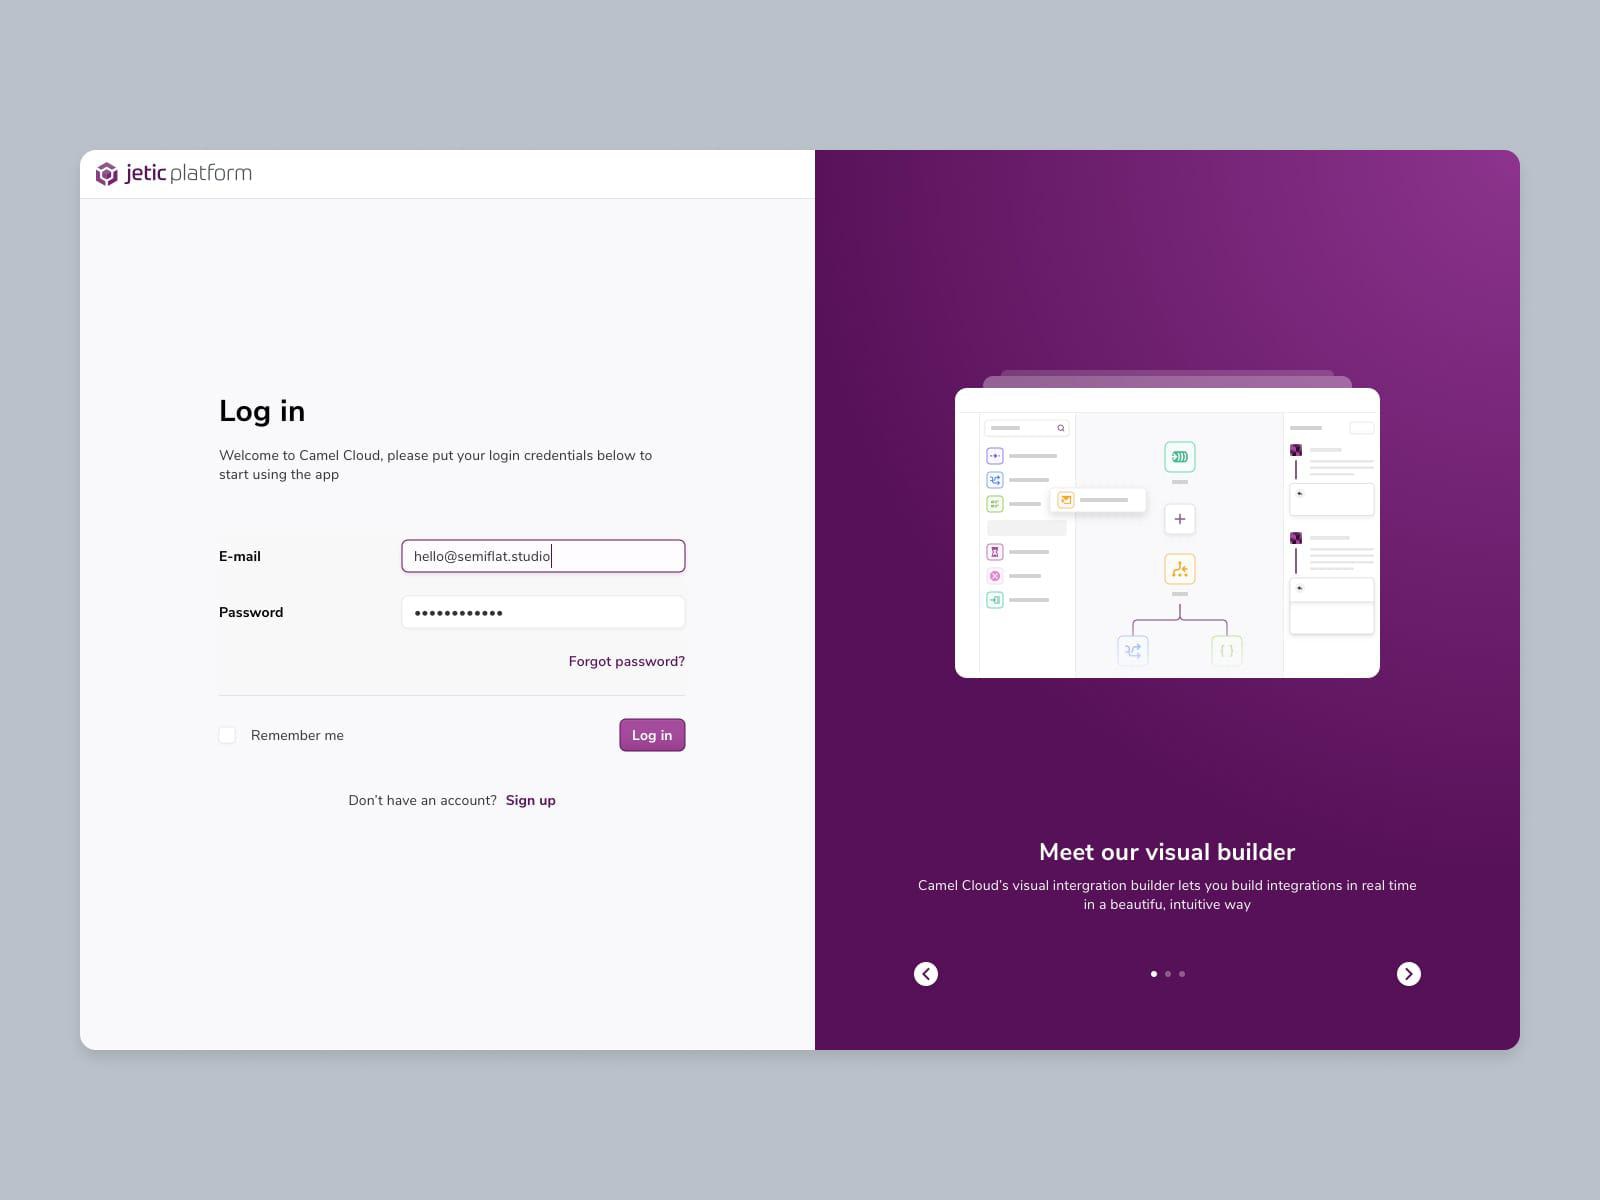 jetic platform
Log in
Welcome to Camel Cloud, please put your login credentials below to
start using the app
E-mail
hello@semiflat.studio
Password
••••••••••••
Forgot password?
Remember me
Log in
Don't have an account? Sign up
Meet our visual builder
Camel Cloud's visual intergration builder lets you build integrations in real time
in a beautifu, intuitive way